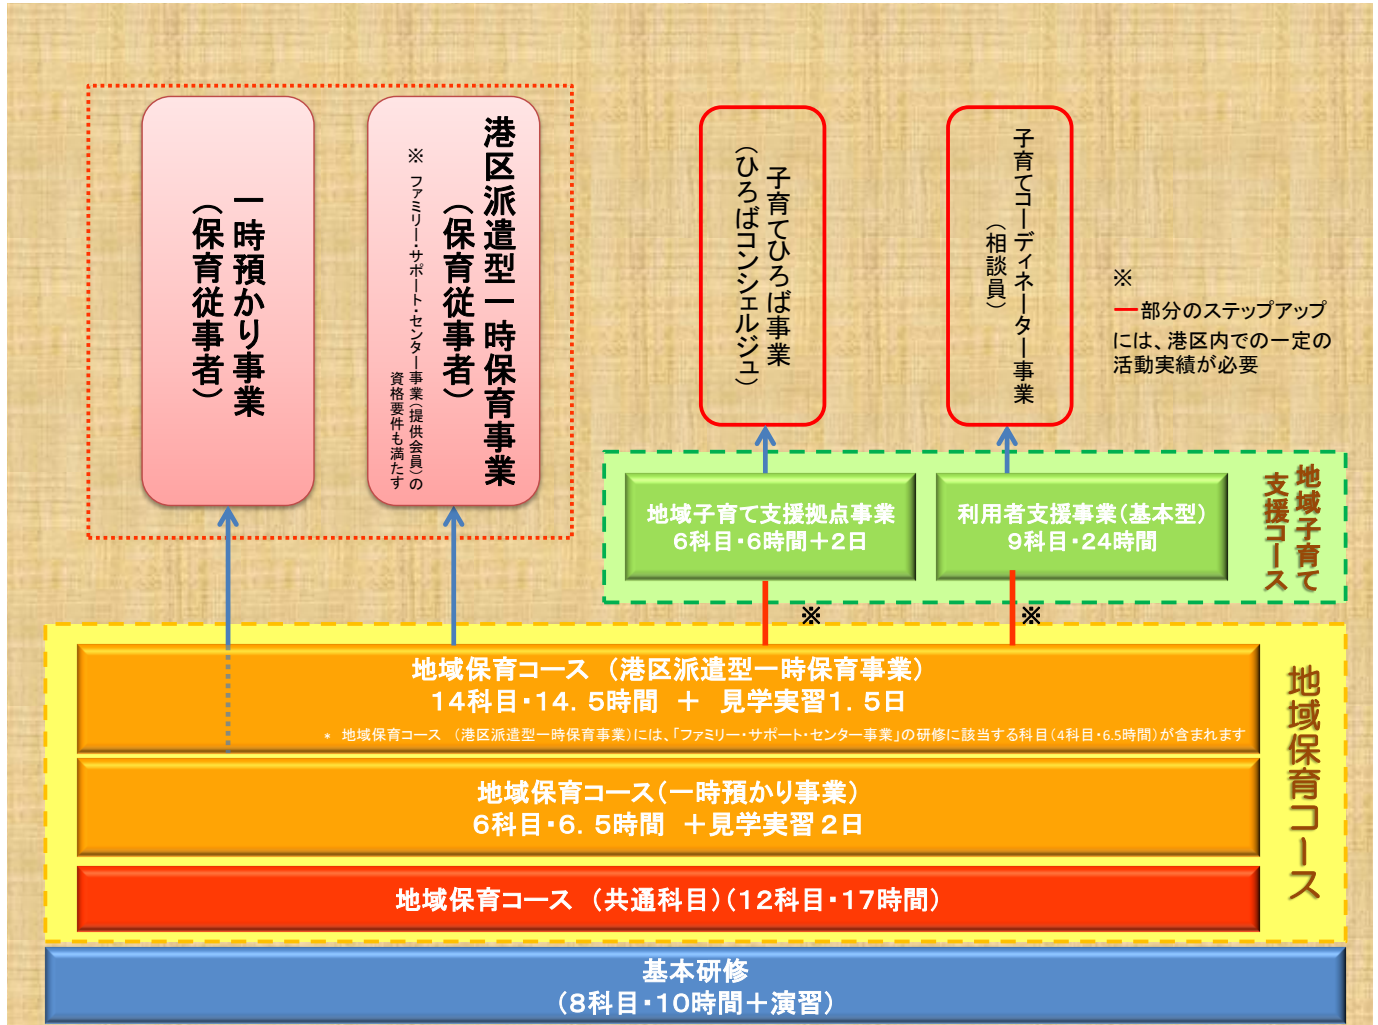 一時預かり事業
（保育従事者）
港区派遣型一時保育事業
（保育従事者）
※ ファミリー・サポート・センター事業（提供会員）の
資格要件も満たす
子育てひろば事業
（ひろばコンシェルジュ）
子育てコーディネーター事業
（相談員）
※
ー部分のステップアップ
には、港区内での一定の
活動実績が必要
地域子育て支援拠点事業
6科目・6時間＋2日
利用者支援事業（基本型）
9科目・24時間
地域子育て
支援コース
※
※
地域保育コース （港区派遣型一時保育事業）
14科目・14．5時間 ＋ 見学実習1．5日
* 地域保育コース （港区派遣型一時保育事業）には、「ファミリー・サポート・センター事業」の研修に該当する科目（4科目・6.5時間）が含まれます
地域保育コース（一時預かり事業）
6科目・6．5時間 ＋見学実習２日
地域保育コース （共通科目）（12科目・17時間）
地域保育コース
基本研修
（8科目・10時間＋演習）